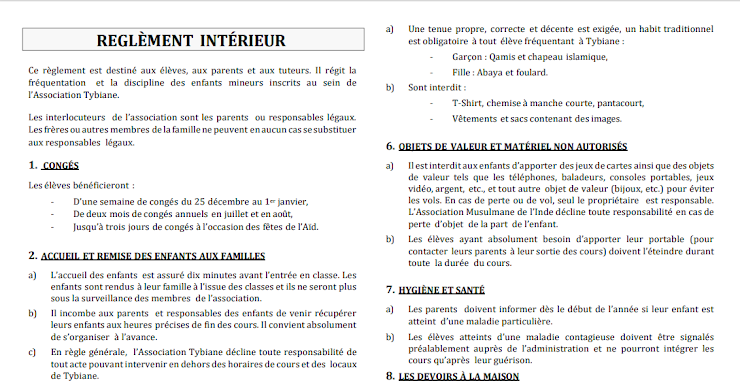 REGLÈMENT INTÉRIEUR
Ce règlement est destiné aux élèves, aux parents et aux tuteurs. Il régit la
fréquentation et la discipline des enfants mineurs inscrits au sein de
l'Association Tybiane.
Les interlocuteurs de l'association sont les parents ou responsables légaux.
Les frères ou autres membres de la famille ne peuvent en aucun cas se substituer
aux responsables légaux.
1. CONGÉS
Les élèves bénéficieront :
- D'une semaine de congés du 25 décembre au 1er janvier,
- De deux mois de congés annuels en juillet et en août,
- Jusqu'à trois jours de congés à l'occasion des fêtes de l'Aïd.
2. ACCUEIL ET REMISE DES ENFANTS AUX FAMILLES
a) L'accueil des enfants est assuré dix minutes avant l'entrée en classe. Les
enfants sont rendus à leur famille à l'issue des classes et ils ne seront plus
sous la surveillance des membres de l'association.
b) Il incombe aux parents et responsables des enfants de venir récupérer
leurs enfants aux heures précises de fin des cours. Il convient absolument
de s'organiser à l'avance.
c) En règle générale, l'Association Tybiane décline toute responsabilité de
tout acte pouvant intervenir en dehors des horaires de cours et des locaux
de Tybiane.
a) Une tenue propre, correcte et décente est exigée, un habit traditionnel
est obligatoire à tout élève fréquentant à Tybiane :
- Garçon : Qamis et chapeau islamique,
- Fille : Abaya et foulard.
b) Sont interdit :
- T-Shirt, chemise à manche courte, pantacourt,
- Vêtements et sacs contenant des images.
6. OBJETS DE VALEUR ET MATÉRIEL NON AUTORISÉS
a) Il est interdit aux enfants d'apporter des jeux de cartes ainsi que des objets
de valeur tels que les téléphones, baladeurs, consoles portables, jeux
vidéo, argent, etc., et tout autre objet de valeur (bijoux, etc.) pour éviter
les vols. En cas de perte ou de vol, seul le propriétaire est responsable.
L'Association Musulmane de l'Inde décline toute responsabilité en cas de
perte d'objet de la part de l'enfant.
b) Les élèves ayant absolument besoin d'apporter leur portable (pour
contacter leurs parents à leur sortie des cours) doivent l'éteindre durant
toute la durée du cours.
7. HYGIÈNE ET SANTÉ
a) Les parents doivent informer dès le début de l'année si leur enfant est
atteint d'une maladie particulière.
b) Les élèves atteints d'une maladie contagieuse doivent être signalés
préalablement auprès de l'administration et ne pourront intégrer les
cours qu'après leur guérison.
8. LES DEVOIRS À LA MAISON